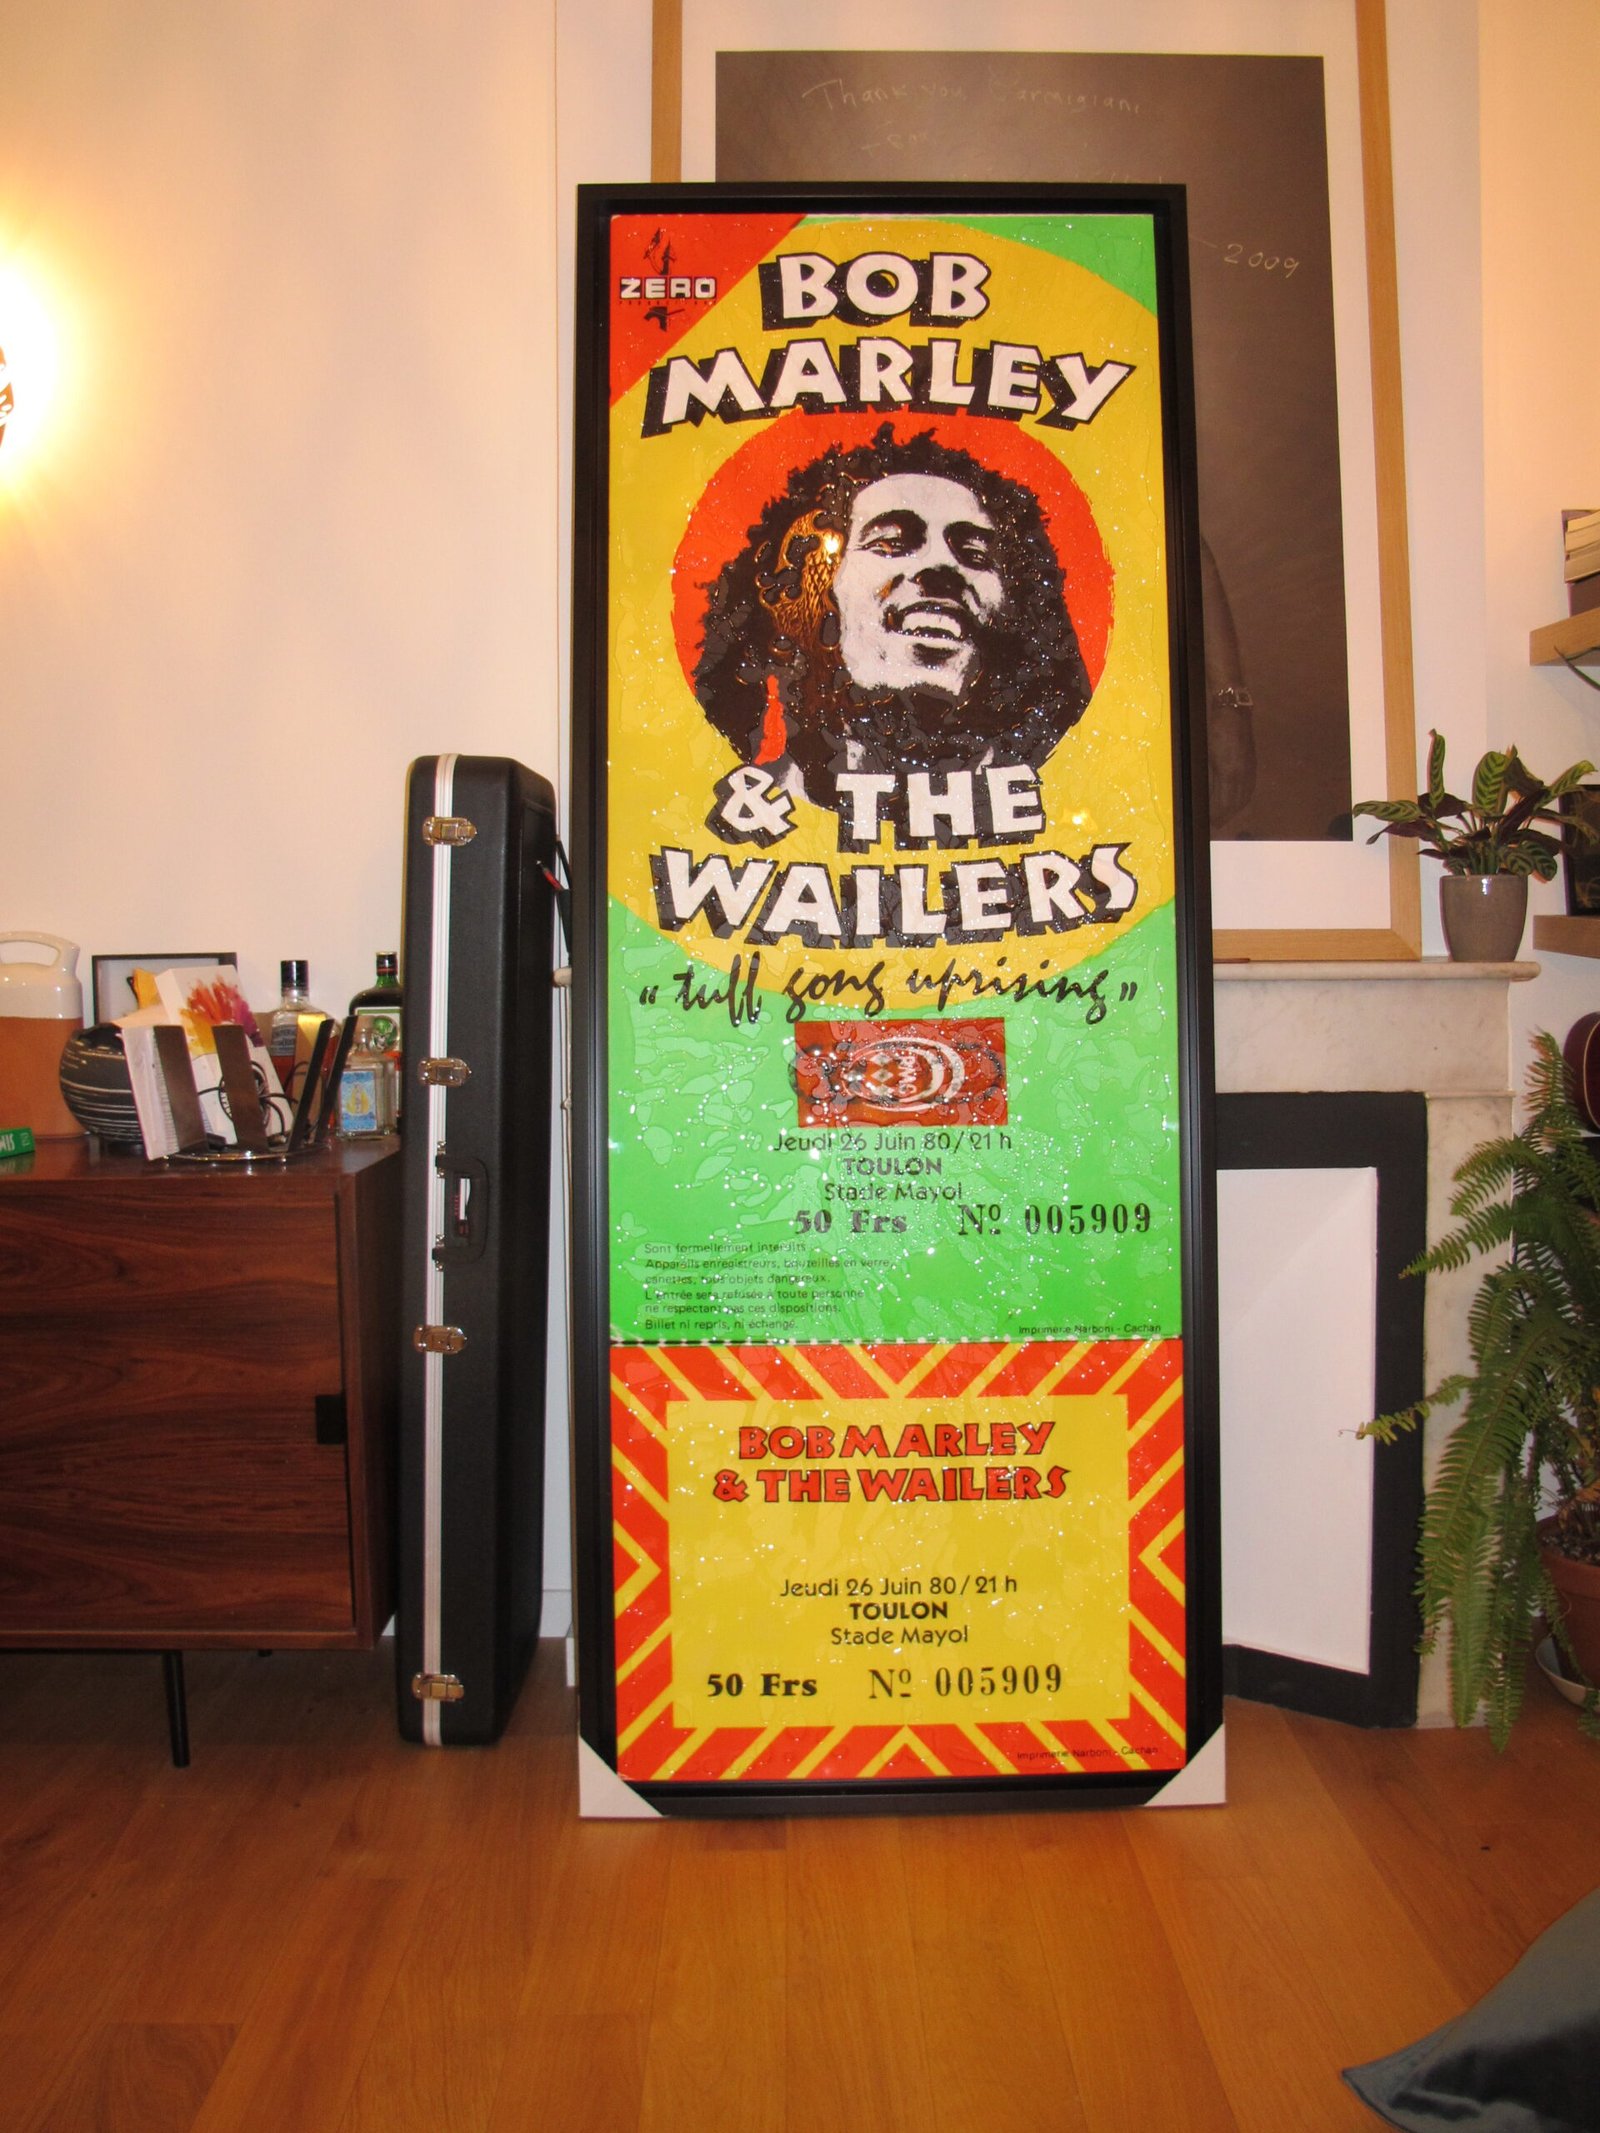 Thank you Parmigiani
2009
ZERO
BOB
MARLEY
& THE
WAILERS
“tuff gong uprising”
Jeudi 26 Juin 80/21 h
TOULON
Stade Mayol
50 Frs Nº 005909
Sont formellement interdits
Appareils enregistreurs, bouteilles en verre,
canettes, tous objets dangereux.
L'entrée sera refusée à toute personne
ne respectant pas ces dispositions.
Billet ni repris, ni échangé.
Imprimerie Narboni - Cachan
BOB MARLEY
& THE WAILERS
Jeudi 26 Juin 80/21 h
TOULON
Stade Mayol
50 Frs Nº 005909
Imprimerie Narboni - Cachan